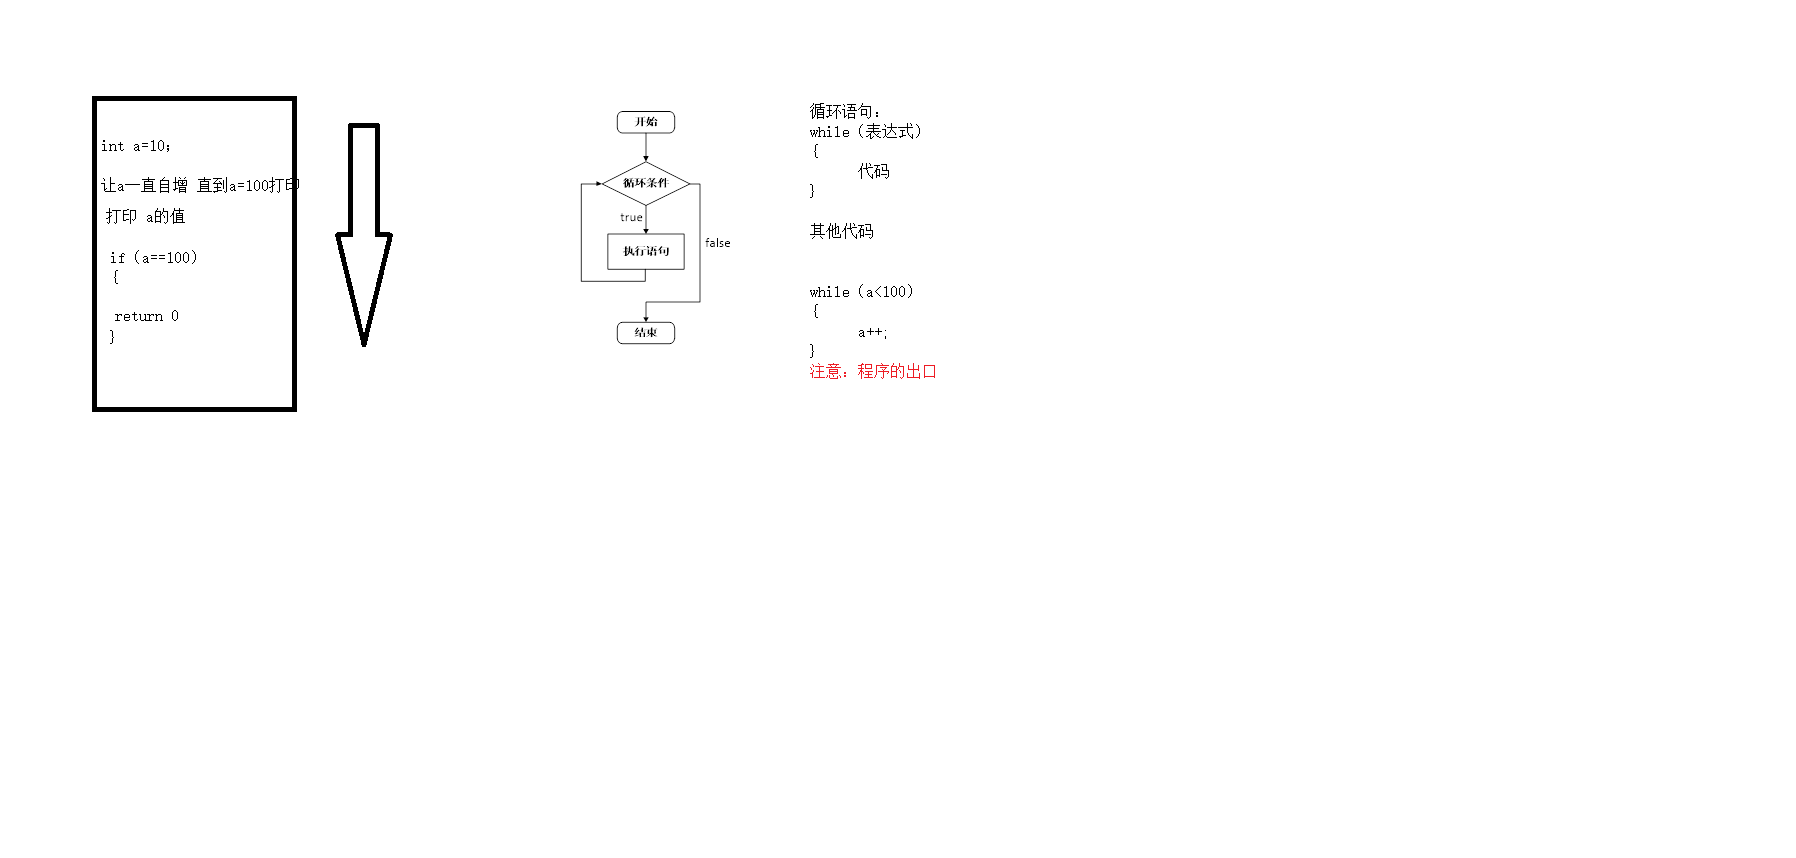 int a=10;
让a一直自增 直到a=100打印
打印 a的值
if（a==100）
{
return 0
}
开始
循环条件
true
执行语句
false
结束
循环语句：
while（表达式）
{
代码
}
其他代码
while（a<100）
{
a++;
}
注意：程序的出口